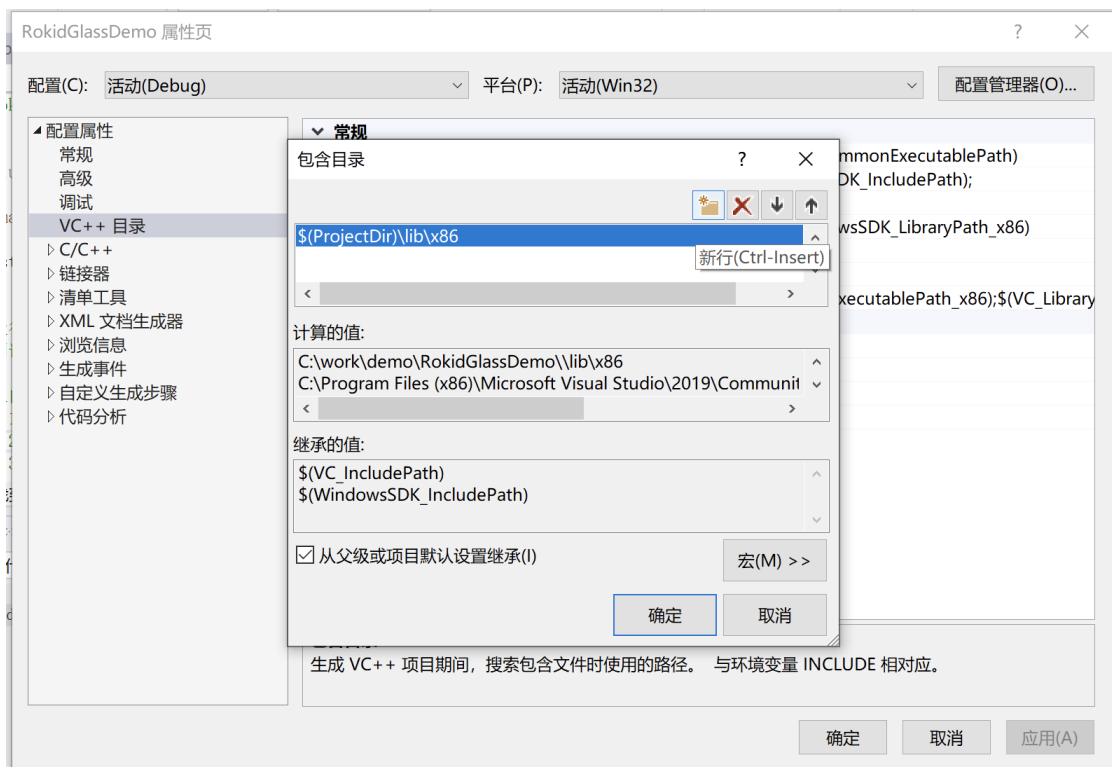 RokidGlassDemo 属性页
配置(C):
活动(Debug)
平台(P):
活动(Win32)
配置管理器(O)...
配置属性
常规
高级
调试
VC++ 目录
C/C++
链接器
清单工具
XML 文档生成器
浏览信息
生成事件
自定义生成步骤
代码分析
常规
mmonExecutablePath)
DK_IncludePath);
wsSDK_LibraryPath_x86)
xecutablePath_x86);$(VC_Library
包含目录
$(ProjectDir)\lib\x86
新行(Ctrl-Insert)
计算的值:
C:\work\demo\RokidGlassDemo\\lib\x86
C:\Program Files (x86)\Microsoft Visual Studio\2019\Communit
继承的值:
$(VC_IncludePath)
$(WindowsSDK_IncludePath)
从父级或项目默认设置继承(I)
宏(M) >>
确定
取消
生成 VC++ 项目期间，搜索包含文件时使用的路径。 与环境变量 INCLUDE 相对应。
确定
取消
应用(A)